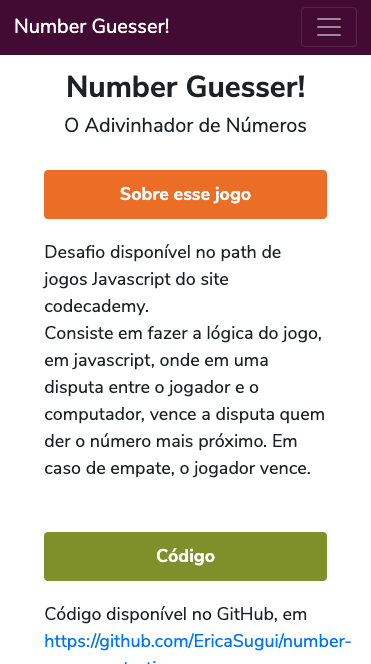 Number Guesser!
Number Guesser!
O Adivinhador de Números
Sobre esse jogo
Desafio disponível no path de
jogos Javascript do site
codecademy.
Consiste em fazer a lógica do jogo,
em javascript, onde em uma
disputa entre o jogador e o
computador, vence a disputa quem
der o número mais próximo. Em
caso de empate, o jogador vence.
Código
Código disponível no GitHub, em
https://github.com/EricaSugui/number-